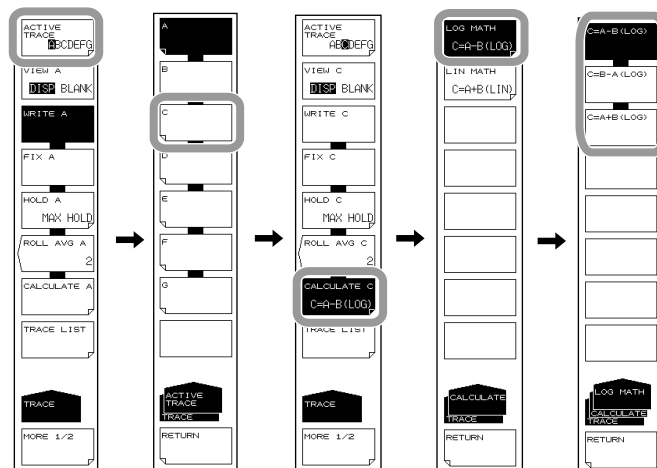 ACTIVE
TRACE
ABCDEFG
VIEW A
DISP BLANK
WRITE A
FIX A
HOLD A
MAX HOLD
ROLL AVG A
2
CALCULATE A
TRACE LIST
TRACE
MORE 1/2
A
B
C
D
E
F
G
ACTIVE
TRACE
TRACE
RETURN
ACTIVE
TRACE
ABCDEFG
VIEW C
DISP BLANK
WRITE C
FIX C
HOLD C
MAX HOLD
ROLL AVG C
2
CALCULATE C
C=A-B(LOG)
TRACE LIST
TRACE
MORE 1/2
LOG MATH
C=A-B(LOG)
LIN MATH
C=A+B(LIN)
CALCULATE
TRACE
RETURN
C=A-B(LOG)
C=B-A(LOG)
C=A+B(LOG)
LOG MATH
CALCULATE
TRACE
RETURN